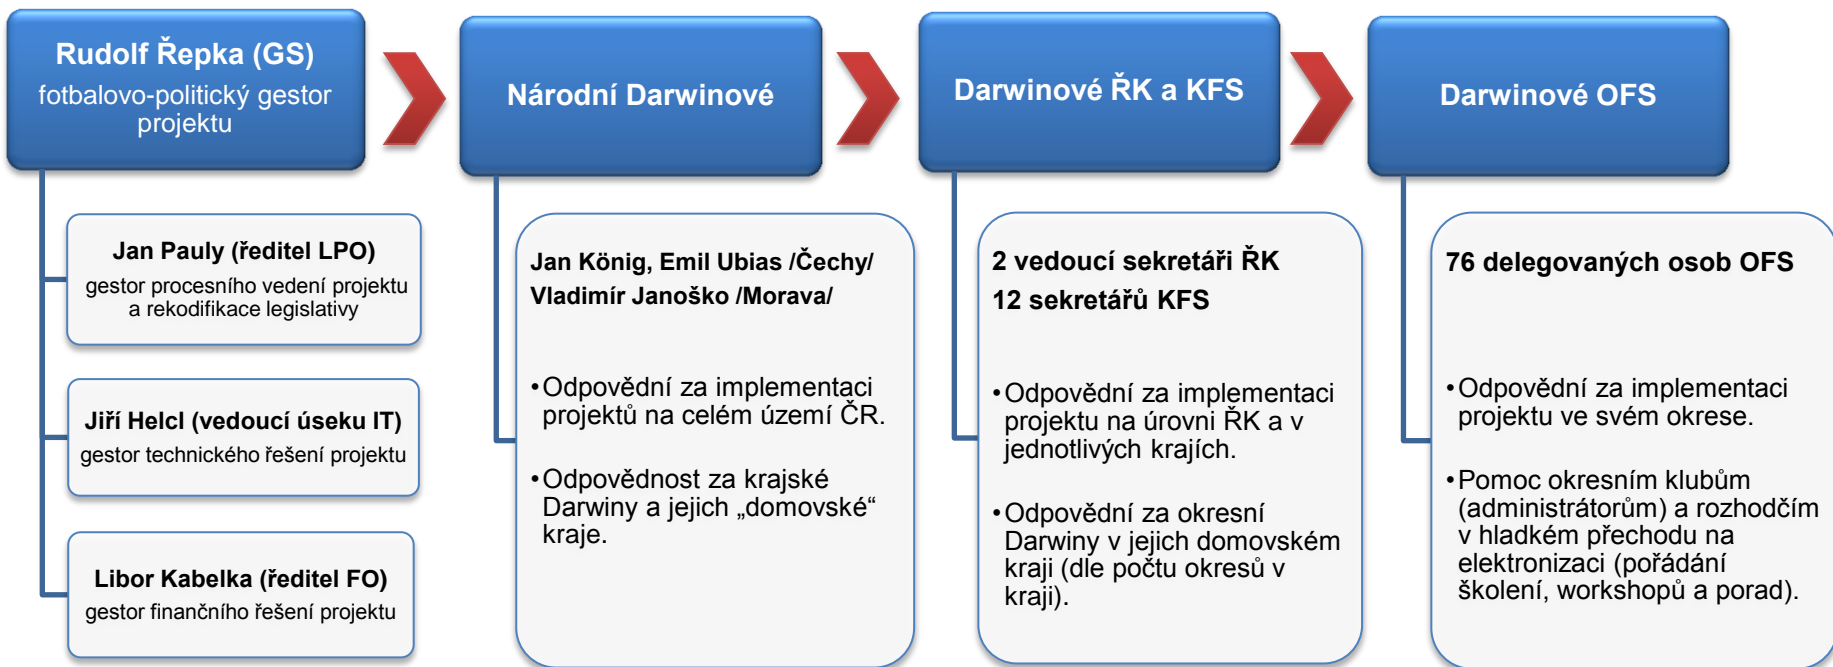 Rudolf Řepka (GS)
fotbalovo-politický gestor
projektu
Jan Pauly (ředitel LPO)
gestor procesního vedení projektu
a rekodifikace legislativy
Jiří Helcl (vedoucí úseku IT)
gestor technického řešení projektu
Libor Kabelka (ředitel FO)
gestor finančního řešení projektu
Národní Darwinové
Jan König, Emil Ubias /Čechy/
Vladimír Janoško /Morava/
•Odpovědní za implementaci
projektů na celém území ČR.
•Odpovědnost za krajské
Darwiny a jejich „domovské“
kraje.
Darwinové ŘK a KFS
2 vedoucí sekretáři ŘK
12 sekretářů KFS
•Odpovědní za implementaci
projektu na úrovni ŘK a v
jednotlivých krajích.
•Odpovědní za okresní
Darwiny v jejich domovském
kraji (dle počtu okresů v
kraji).
Darwinové OFS
76 delegovaných osob OFS
•Odpovědní za implementaci
projektu ve svém okrese.
•Pomoc okresním klubům
(administrátorům) a rozhodčím
v hladkém přechodu na
elektronizaci (pořádání
školení, workshopů a porad).